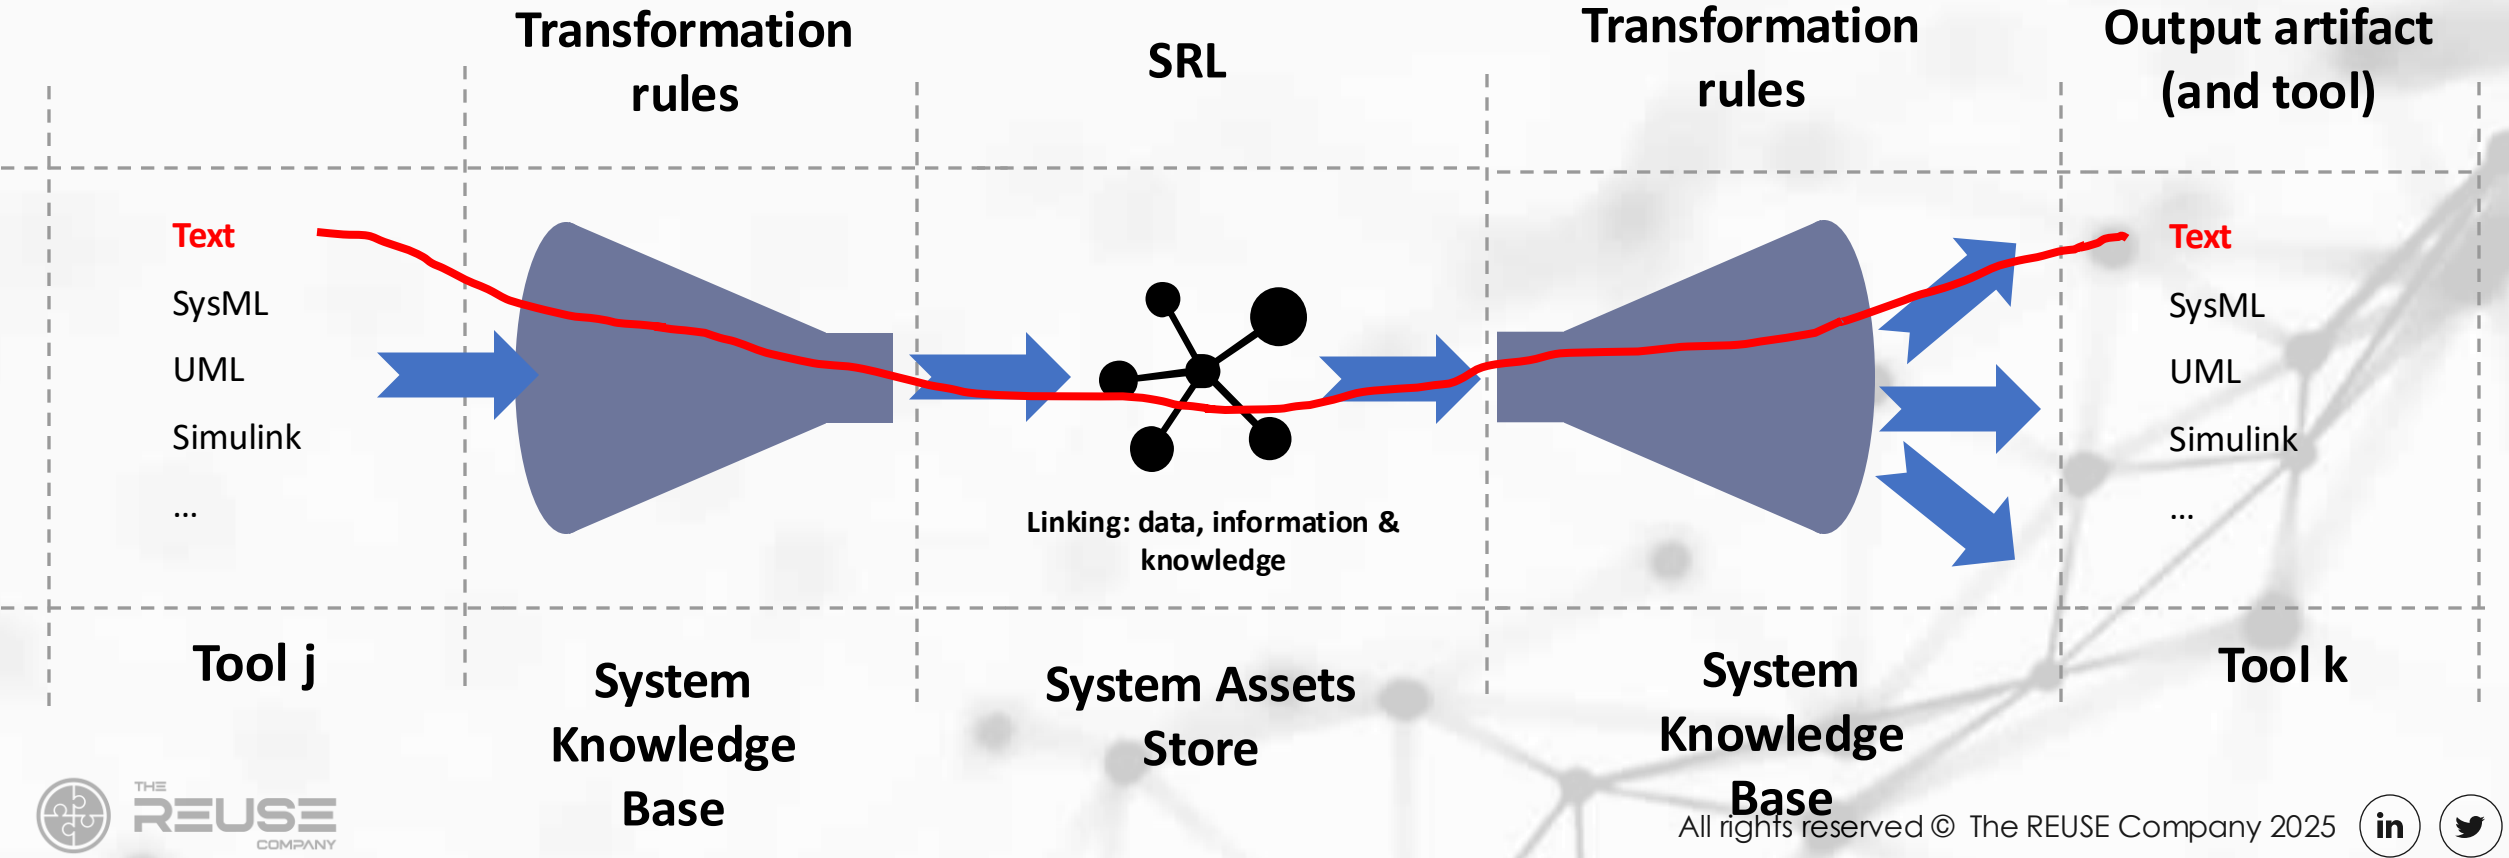 Transformation
rules
SRL
Transformation
rules
Output artifact
(and tool)
Text
SysML
UML
Simulink
...
Linking: data, information &
knowledge
Text
SysML
UML
Simulink
...
Tool j
System
Knowledge
Base
System Assets
Store
System
Knowledge
Base
Tool k
THE
REUSE
COMPANY
All rights reserved © The REUSE Company 2025
in